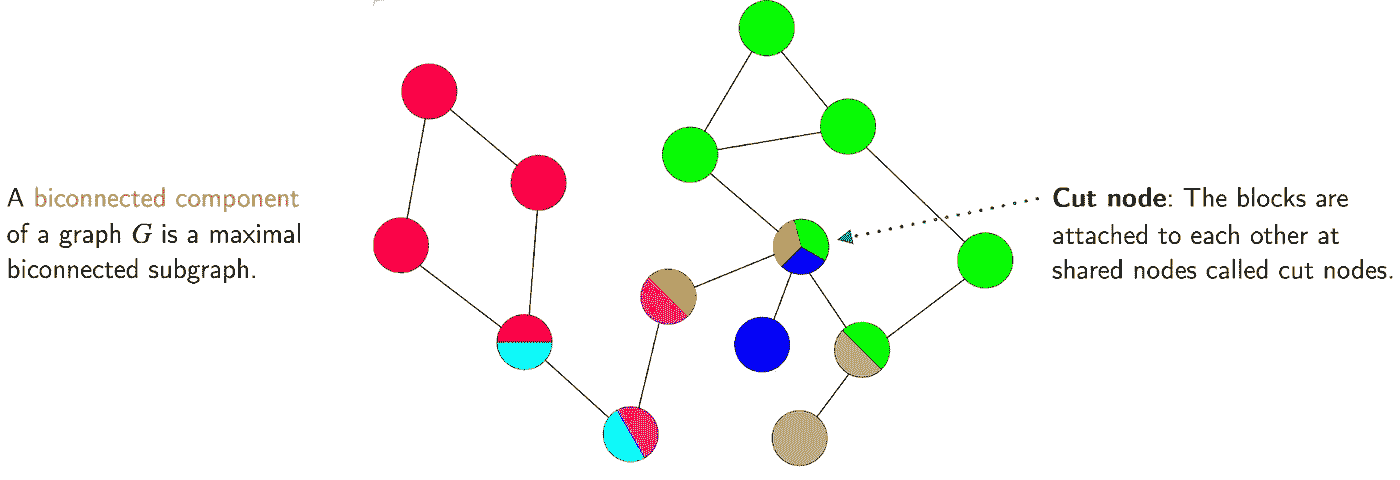 A biconnected component
of a graph G is a maximal
biconnected subgraph.
Cut node: The blocks are
attached to each other at
shared nodes called cut nodes.